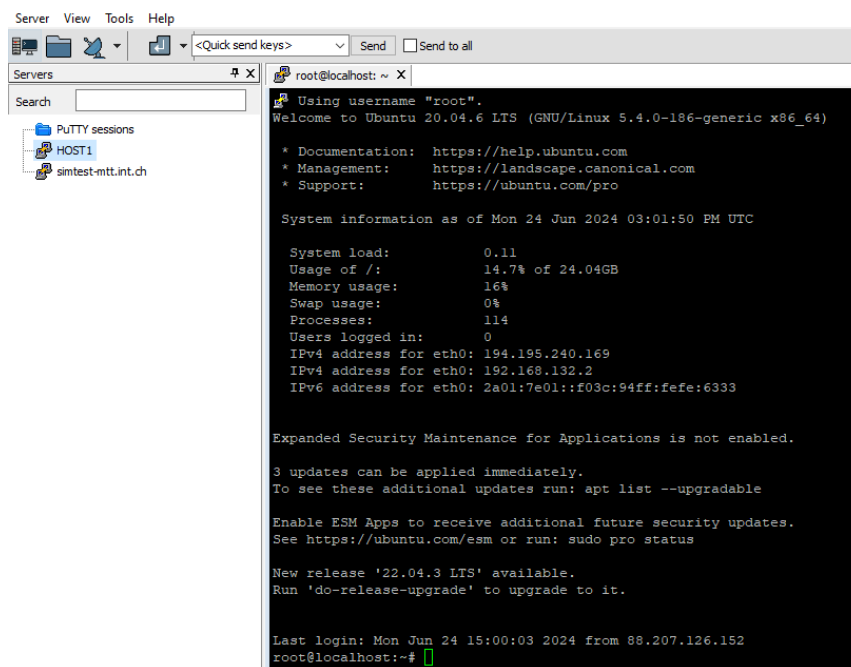 Server View Tools Help
<Quick send keys> Send Send to all
Servers
Search
PuTTY sessions
HOST1
simtest-mtt.int.ch
root@localhost: ~ X
Using username "root".
Welcome to Ubuntu 20.04.6 LTS (GNU/Linux 5.4.0-186-generic x86_64)
* Documentation: https://help.ubuntu.com
* Management: https://landscape.canonical.com
* Support: https://ubuntu.com/pro
System information as of Mon 24 Jun 2024 03:01:50 PM UTC
System load: 0.11
Usage of /: 14.7% of 24.04GB
Memory usage: 16%
Swap usage: 0%
Processes: 114
Users logged in: 0
IPv4 address for eth0: 194.195.240.169
IPv4 address for eth0: 192.168.132.2
IPv6 address for eth0: 2a01:7e01::f03c:94ff:fefe:6333
Expanded Security Maintenance for Applications is not enabled.
3 updates can be applied immediately.
To see these additional updates run: apt list --upgradable
Enable ESM Apps to receive additional future security updates.
See https://ubuntu.com/esm or run: sudo pro status
New release '22.04.3 LTS' available.
Run 'do-release-upgrade' to upgrade to it.
Last login: Mon Jun 24 15:00:03 2024 from 88.207.126.152
root@localhost:~#